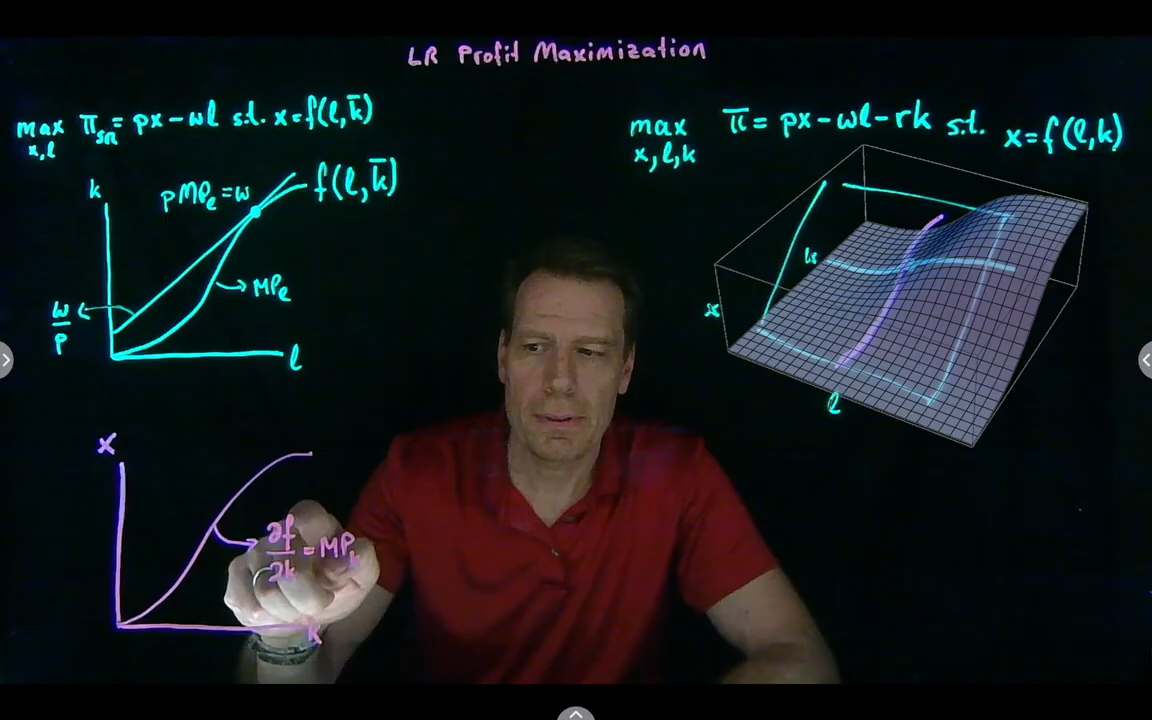 LR Profit Maximization
max π_SR = px - wl s.t. x = f(l, k̄)
x, l
k
pMP_l = w
f(l, k̄)
MP_l
w/p
l
max π = px - wl - rk s.t. x = f(l, k)
x, l, k
x
l
x
∂f/∂k = MP_k
k